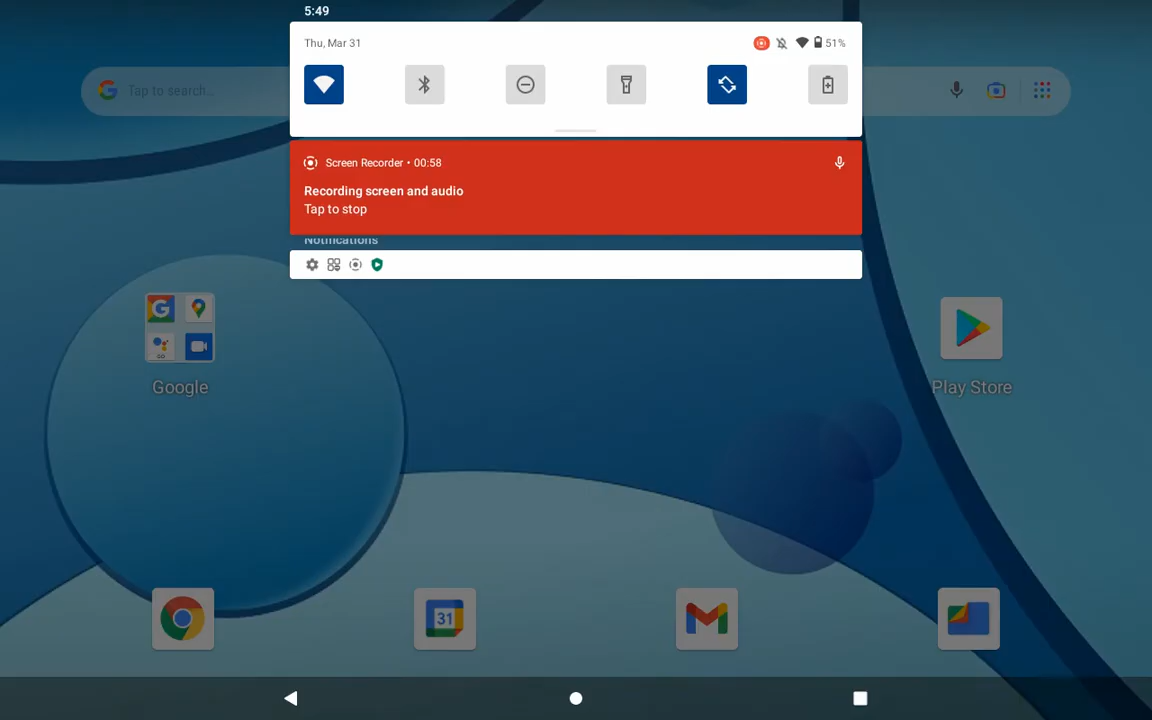 5:49
Thu, Mar 31
51%
Tap to search...
Screen Recorder • 00:58
Recording screen and audio
Tap to stop
Notifications
Google
GO
Play Store
31